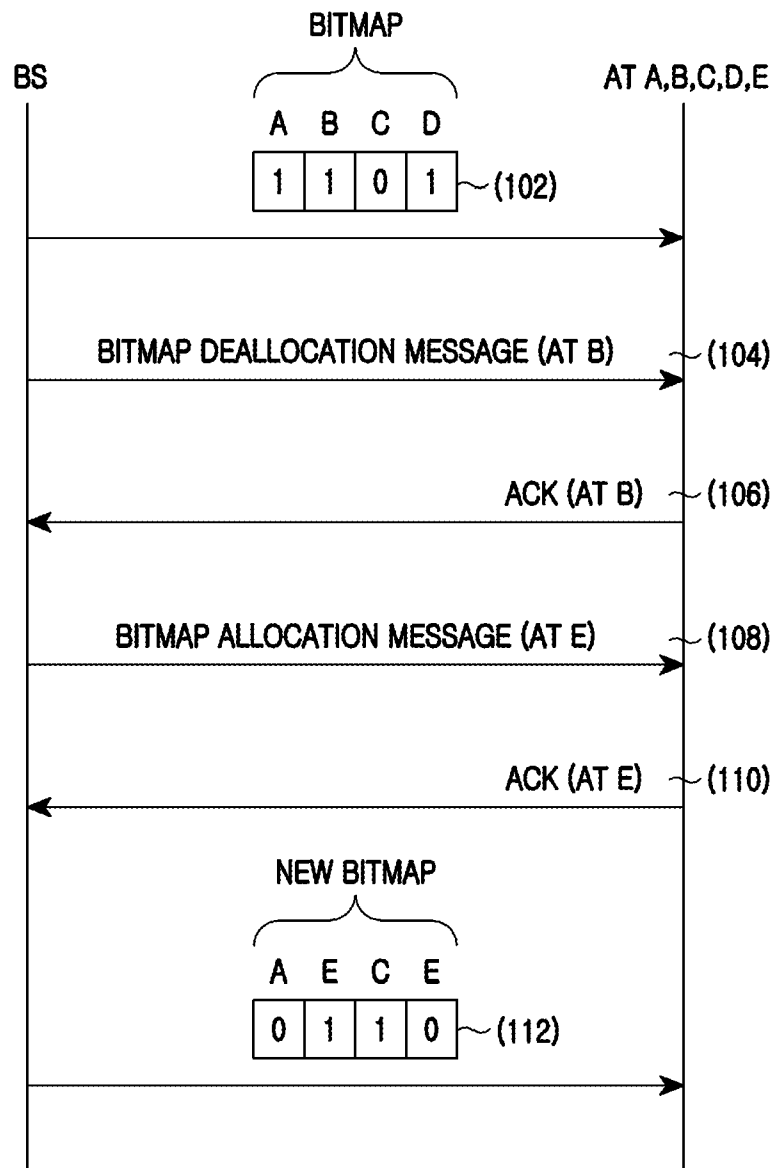 BITMAP
BS
AT A,B,C,D,E
A B C D
1 1 0 1
(102)
BITMAP DEALLOCATION MESSAGE (AT B)
(104)
ACK (AT B)
(106)
BITMAP ALLOCATION MESSAGE (AT E)
(108)
ACK (AT E)
(110)
NEW BITMAP
A E C E
0 1 1 0
(112)